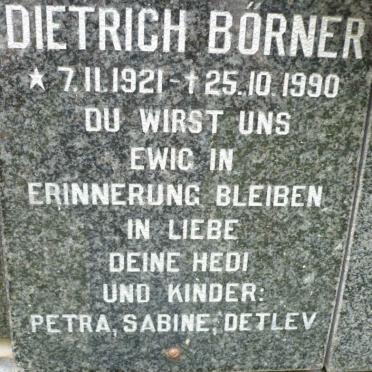 DIETRICH BÖRNER
★ 7.11.1921 - † 25.10.1990
DU WIRST UNS
EWIG IN
ERINNERUNG BLEIBEN
IN LIEBE
DEINE HEDI
UND KINDER:
PETRA, SABINE, DETLEV